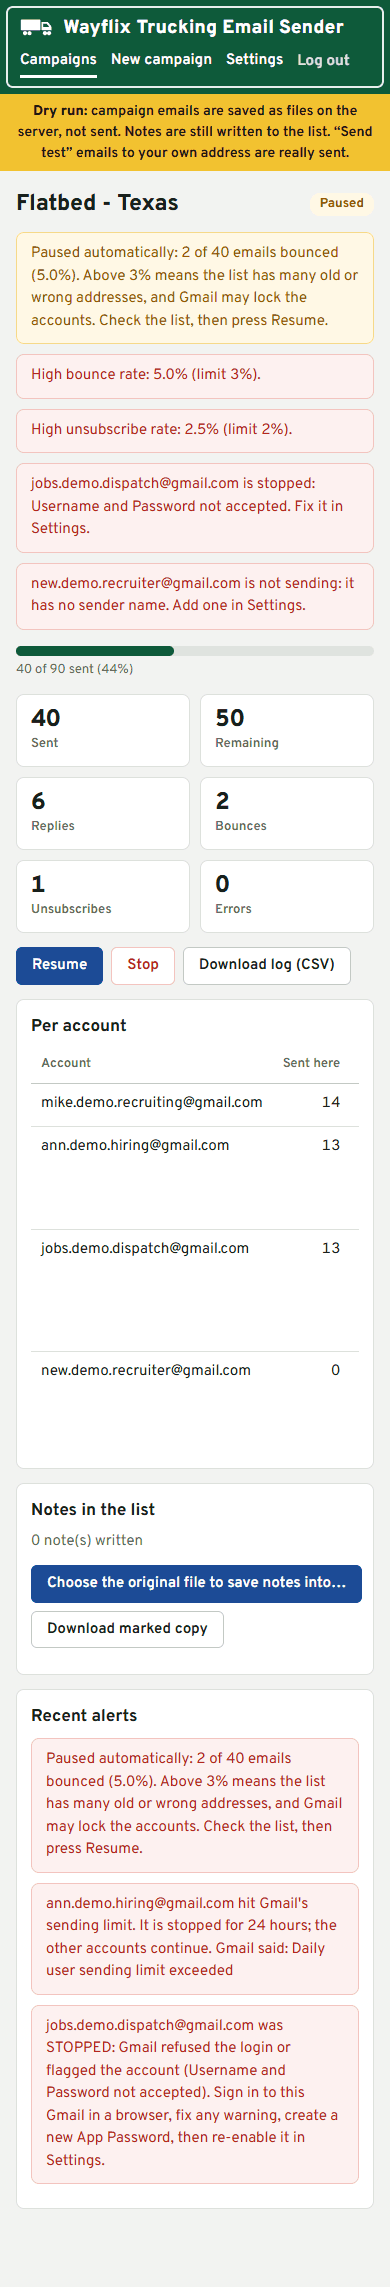 Wayflix Trucking Email Sender
Campaigns New campaign Settings Log out
Dry run: campaign emails are saved as files on the
server, not sent. Notes are still written to the list. “Send
test” emails to your own address are really sent.
Flatbed - Texas
Paused
Paused automatically: 2 of 40 emails bounced
(5.0%). Above 3% means the list has many old or
wrong addresses, and Gmail may lock the
accounts. Check the list, then press Resume.
High bounce rate: 5.0% (limit 3%).
High unsubscribe rate: 2.5% (limit 2%).
jobs.demo.dispatch@gmail.com is stopped:
Username and Password not accepted. Fix it in
Settings.
new.demo.recruiter@gmail.com is not sending: it
has no sender name. Add one in Settings.
40 of 90 sent (44%)
40 50
Sent Remaining
6 2
Replies Bounces
1 0
Unsubscribes Errors
Resume Stop Download log (CSV)
Per account
Account Sent here
mike.demo.recruiting@gmail.com 14
ann.demo.hiring@gmail.com 13
jobs.demo.dispatch@gmail.com 13
new.demo.recruiter@gmail.com 0
Notes in the list
0 note(s) written
Choose the original file to save notes into…
Download marked copy
Recent alerts
Paused automatically: 2 of 40 emails
bounced (5.0%). Above 3% means the list
has many old or wrong addresses, and Gmail
may lock the accounts. Check the list, then
press Resume.
ann.demo.hiring@gmail.com hit Gmail's
sending limit. It is stopped for 24 hours; the
other accounts continue. Gmail said: Daily
user sending limit exceeded
jobs.demo.dispatch@gmail.com was
STOPPED: Gmail refused the login or
flagged the account (Username and
Password not accepted). Sign in to this
Gmail in a browser, fix any warning, create a
new App Password, then re-enable it in
Settings.